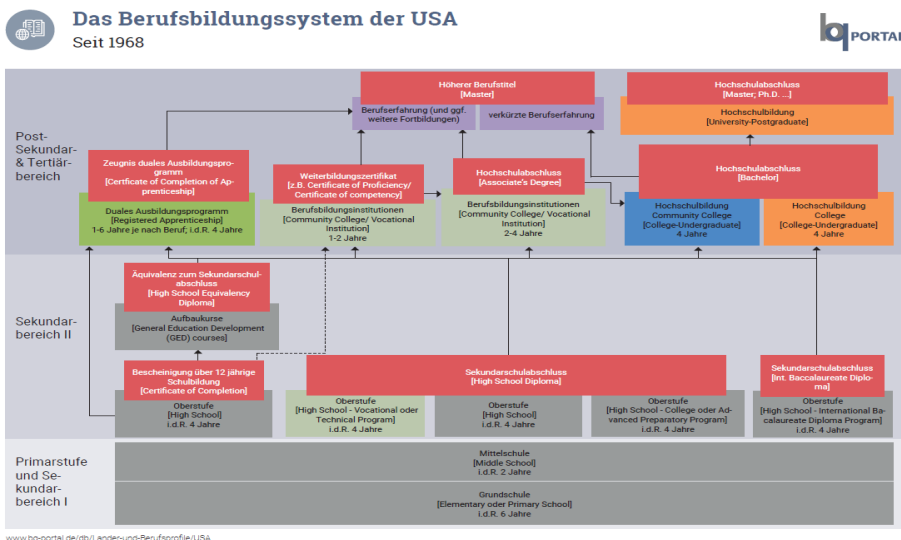 Das Berufsbildungssystem der USA
Seit 1968
bq PORTAL
Höherer Berufstitel
[Master]
Hochschulabschluss
[Master; Ph.D. ...]
Berufserfahrung (und ggf.
weitere Fortbildungen)
verkürzte Berufserfahrung
Hochschulbildung
[University-Postgraduate]
Post-
Sekundar-
& Tertiär-
bereich
Zeugnis duales Ausbildungspro-
gramm
[Certficate of Completion of Ap-
prenticeship]
Weiterbildungszertifikat
[z.B. Certificate of Proficiency/
Certificate of competency]
Hochschulabschluss
[Associate's Degree]
Hochschulabschluss
[Bachelor]
Duales Ausbildungsprogramm
[Registered Apprenticeship]
1-6 Jahre je nach Beruf; i.d.R. 4 Jahre
Berufsbildungsinstitutionen
[Community College/ Vocational
Institution]
1-2 Jahre
Berufsbildungsinstitutionen
[Community College/ Vocational
Institution]
2-4 Jahre
Hochschulbildung
Community College
[College-Undergraduate]
4 Jahre
Hochschulbildung
College
[College-Undergraduate]
4 Jahre
Sekundar-
bereich II
Äquivalenz zum Sekundarschul-
abschluss
[High School Equivalency
Diploma]
Aufbaukurse
[General Education Development
(GED) courses]
Bescheinigung über 12 jährige
Schulbildung
[Certificate of Completion]
Sekundarschulabschluss
[High School Diploma]
Sekundarschulabschluss
[Int. Baccalaureate Diplo-
ma]
Oberstufe
[High School]
i.d.R. 4 Jahre
Oberstufe
[High School - Vocational oder
Technical Program]
i.d.R. 4 Jahre
Oberstufe
[High School]
i.d.R. 4 Jahre
Oberstufe
[High School - College oder Ad-
vanced Preparatory Program]
i.d.R. 4 Jahre
Oberstufe
[High School - International Ba-
calaureate Diploma Program]
i.d.R. 4 Jahre
Primarstufe
und Se-
kundar-
bereich I
Mittelschule
[Middle School]
i.d.R. 2 Jahre
Grundschule
[Elementary oder Primary School]
i.d.R. 6 Jahre
www.bq-portal.de/db/Länder-und-Berufsprofile/USA